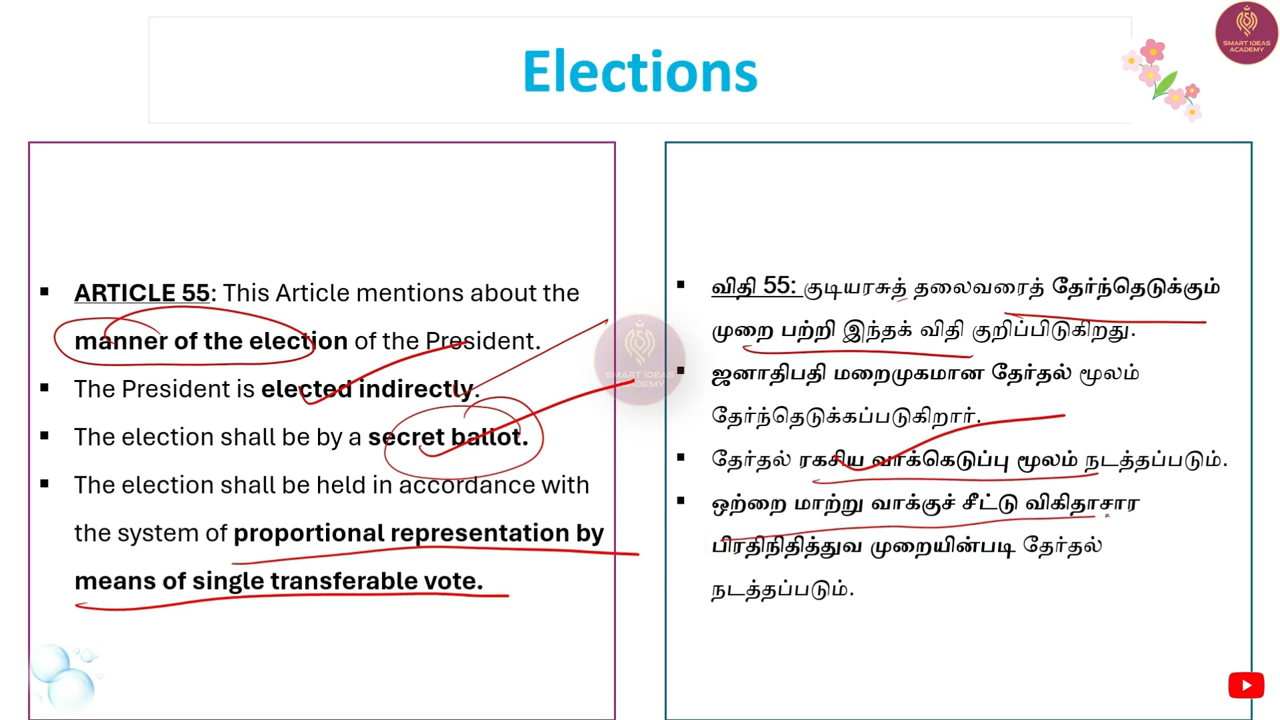 Elections
SMART IDEAS
ACADEMY
▪ ARTICLE 55: This Article mentions about the
manner of the election of the President.
▪ The President is elected indirectly.
▪ The election shall be by a secret ballot.
▪ The election shall be held in accordance with
the system of proportional representation by
means of single transferable vote.
SMART IDEAS
ACADEMY
▪ விதி 55: குடியரசுத் தலைவரைத் தேர்ந்தெடுக்கும்
முறை பற்றி இந்தக் விதி குறிப்பிடுகிறது.
▪ ஜனாதிபதி மறைமுகமான தேர்தல் மூலம்
தேர்ந்தெடுக்கப்படுகிறார்.
▪ தேர்தல் ரகசிய வாக்கெடுப்பு மூலம் நடத்தப்படும்.
▪ ஒற்றை மாற்று வாக்குச் சீட்டு விகிதாசார
பிரதிநிதித்துவ முறையின்படி தேர்தல்
நடத்தப்படும்.